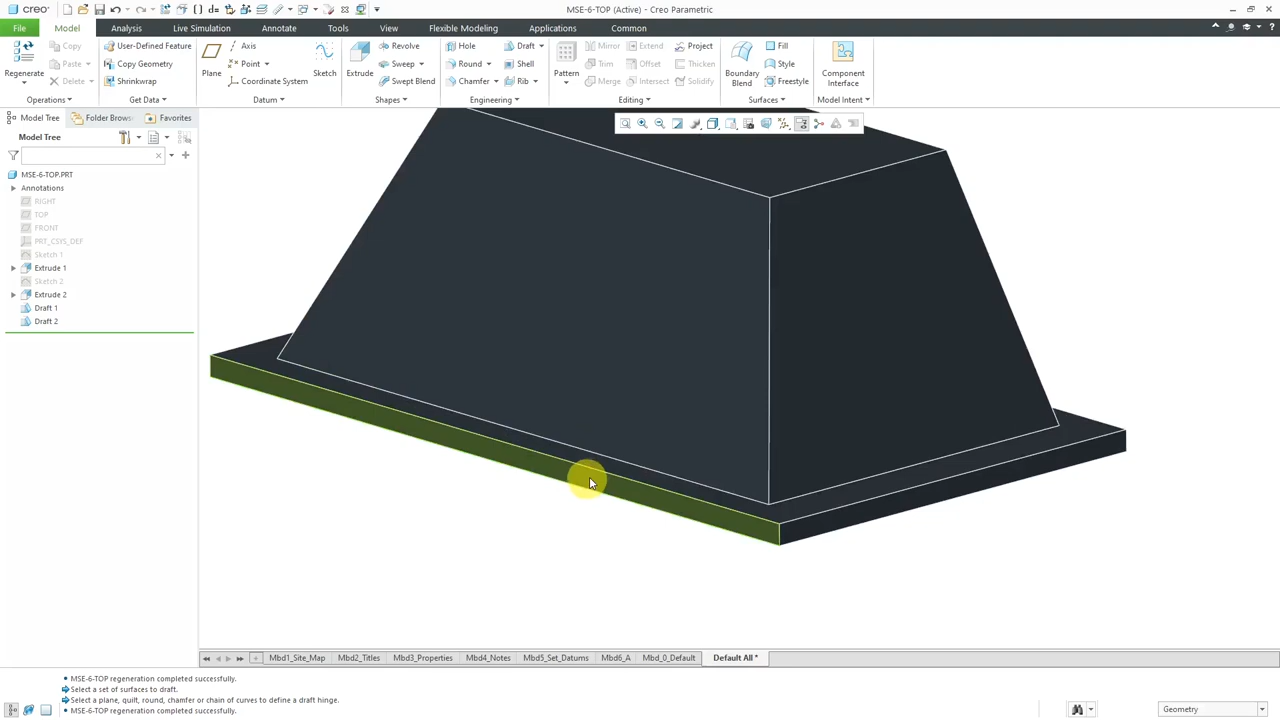 creo
MSE-6-TOP (Active) - Creo Parametric
File Model Analysis Live Simulation Annotate Tools View Flexible Modeling Applications Common
Regenerate
Copy
Paste
Delete
Operations
User-Defined Feature
Copy Geometry
Shrinkwrap
Get Data
Plane
Axis
Point
Coordinate System
Sketch
Datum
Extrude
Revolve
Sweep
Swept Blend
Shapes
Hole
Round
Chamfer
Draft
Shell
Rib
Engineering
Pattern
Mirror
Trim
Merge
Extend
Offset
Intersect
Project
Thicken
Solidify
Editing
Boundary
Blend
Fill
Style
Freestyle
Surfaces
Component
Interface
Model Intent
Model Tree Folder Brows Favorites
Model Tree
MSE-6-TOP.PRT
Annotations
RIGHT
TOP
FRONT
PRT_CSYS_DEF
Sketch 1
Extrude 1
Sketch 2
Extrude 2
Draft 1
Draft 2
Mbd1_Site_Map Mbd2_Titles Mbd3_Properties Mbd4_Notes Mbd5_Set_Datums Mbd6_A Mbd_0_Default Default All *
• MSE-6-TOP regeneration completed successfully.
Select a set of surfaces to draft.
Select a plane, quilt, round, chamfer or chain of curves to define a draft hinge.
• MSE-6-TOP regeneration completed successfully.
Geometry